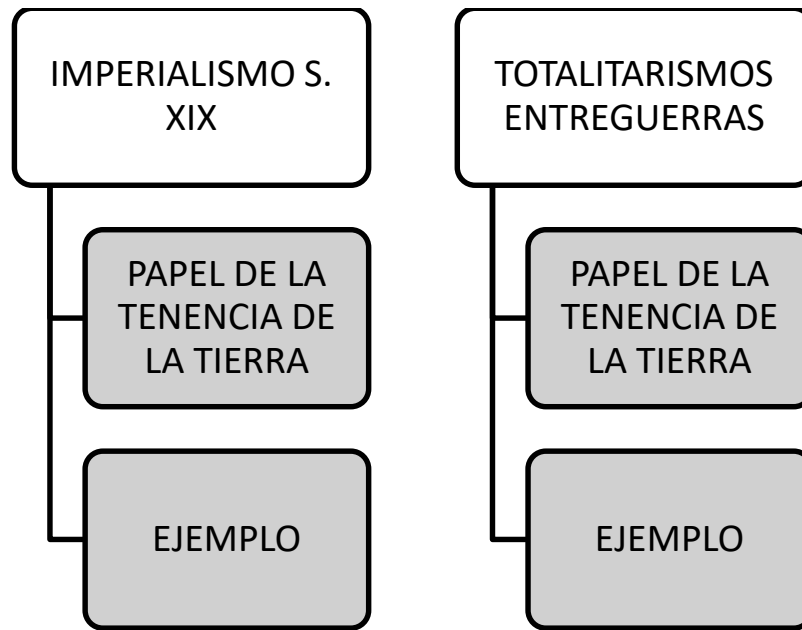 IMPERIALISMO S.
XIX
PAPEL DE LA
TENENCIA DE
LA TIERRA
EJEMPLO
TOTALITARISMOS
ENTREGUERRAS
PAPEL DE LA
TENENCIA DE
LA TIERRA
EJEMPLO